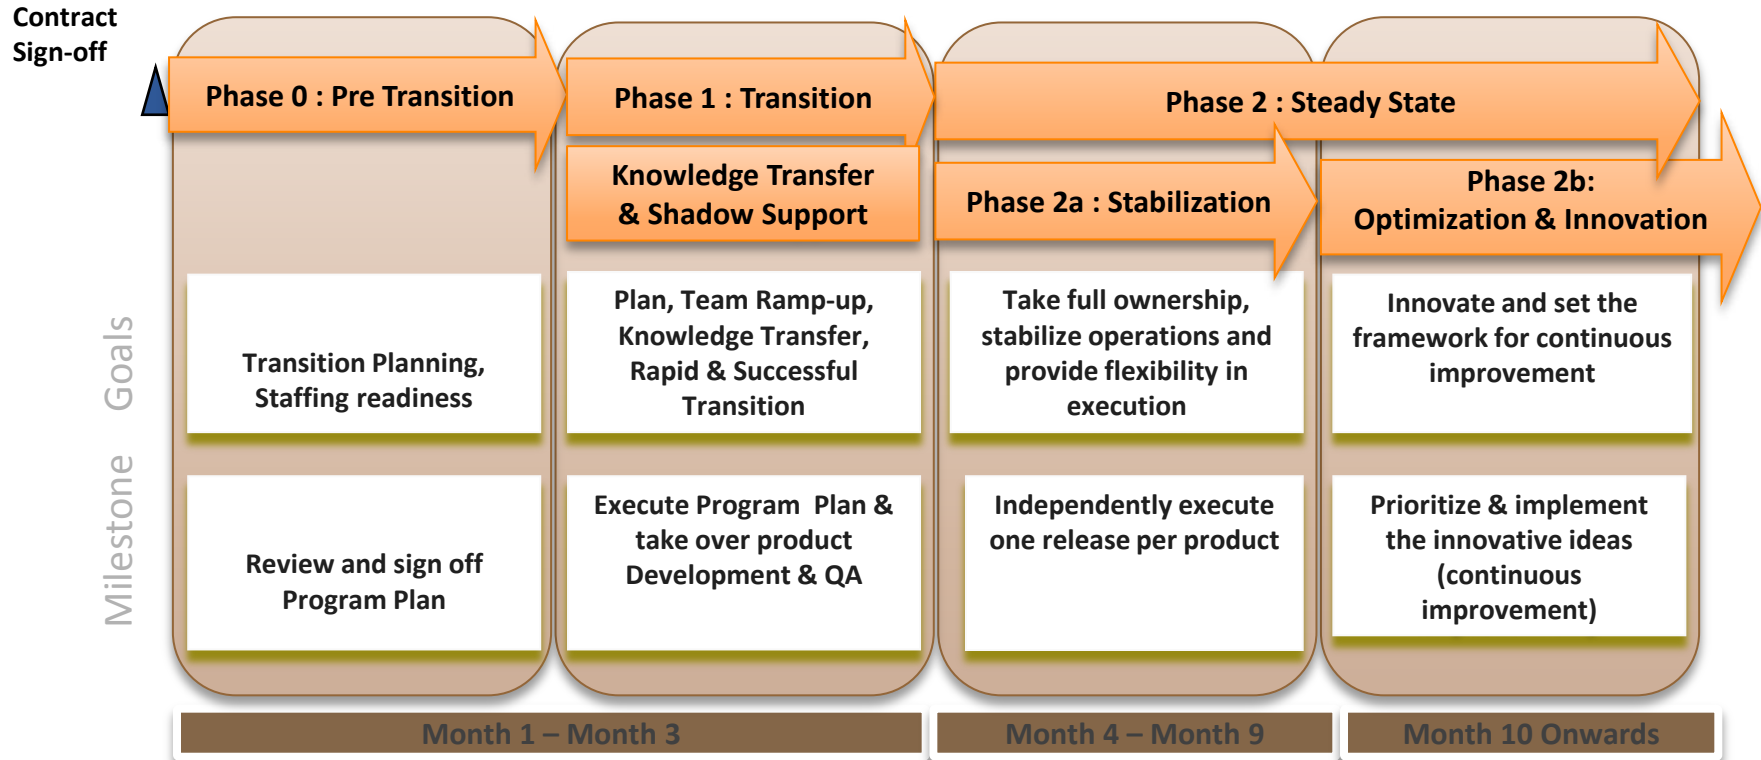 Contract
Sign-off
Phase 0 : Pre Transition
Phase 1 : Transition
Phase 2 : Steady State
Knowledge Transfer
& Shadow Support
Phase 2a : Stabilization
Phase 2b:
Optimization & Innovation
Goals
Transition Planning,
Staffing readiness
Plan, Team Ramp-up,
Knowledge Transfer,
Rapid & Successful
Transition
Take full ownership,
stabilize operations and
provide flexibility in
execution
Innovate and set the
framework for continuous
improvement
Milestone
Review and sign off
Program Plan
Execute Program  Plan &
take over product
Development & QA
Independently execute
one release per product
Prioritize & implement
the innovative ideas
(continuous
improvement)
Month 1 – Month 3
Month 4 – Month 9
Month 10 Onwards